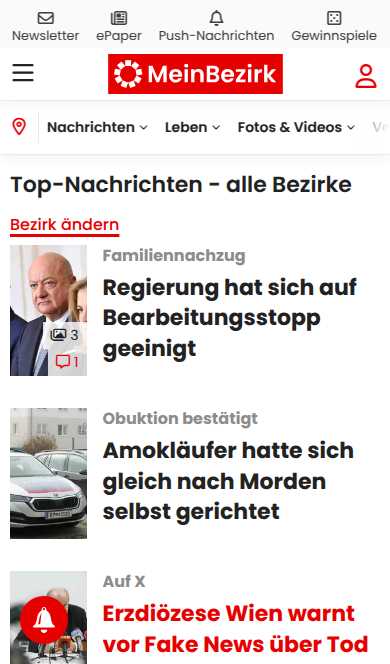 Newsletter ePaper Push-Nachrichten Gewinnspiele
MeinBezirk
Nachrichten Leben Fotos & Videos
Top-Nachrichten - alle Bezirke
Bezirk ändern
Familiennachzug
Regierung hat sich auf
Bearbeitungsstopp
geeinigt
3
1
Obuktion bestätigt
Amokläufer hatte sich
gleich nach Morden
selbst gerichtet
Auf X
Erzdiözese Wien warnt
vor Fake News über Tod